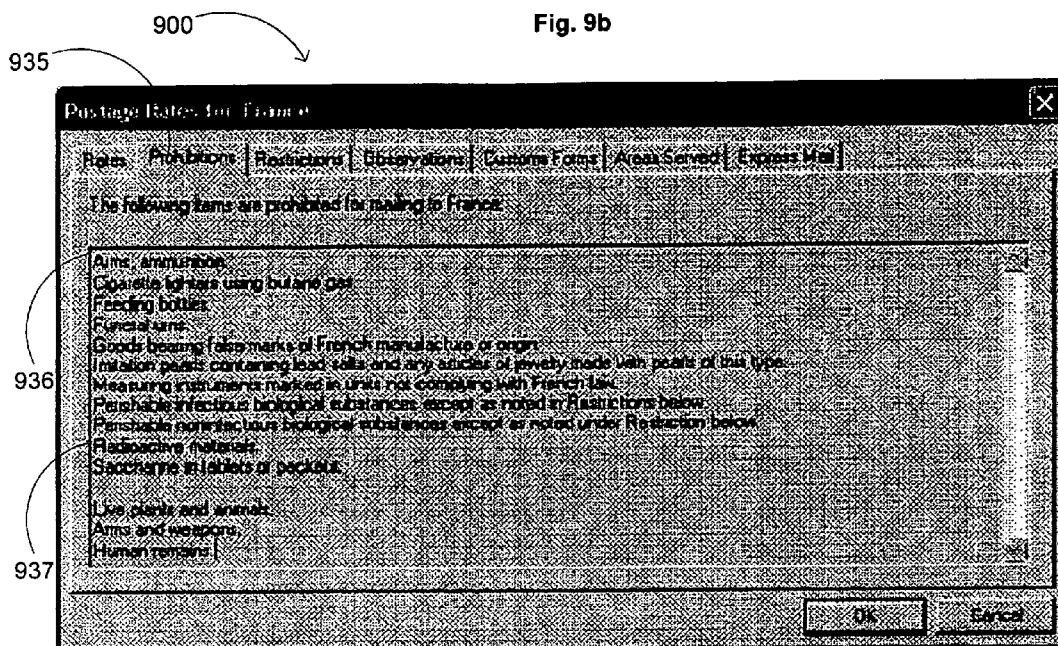 900
Fig. 9b
935
Postage Rates for France
Rates Prohibitions Restrictions Observations Customs Forms Areas Served Express Mail
The following items are prohibited for mailing to France:
Arms, ammunition.
Cigarette lighters using butane gas.
Feeding bottles.
Funeral urns.
Goods bearing false marks of French manufacture or origin.
Imitation pearls containing lead salts and any articles of jewelry made with pearls of this type.
936
Measuring instruments marked in units not complying with French law.
Perishable infectious biological substances except as noted in Restrictions below.
Perishable noninfectious biological substances except as noted under Restriction below.
Radioactive materials.
Saccharine in tablets or packets.
Live plants and animals.
Arms and weapons.
Human remains.
937
OK Cancel